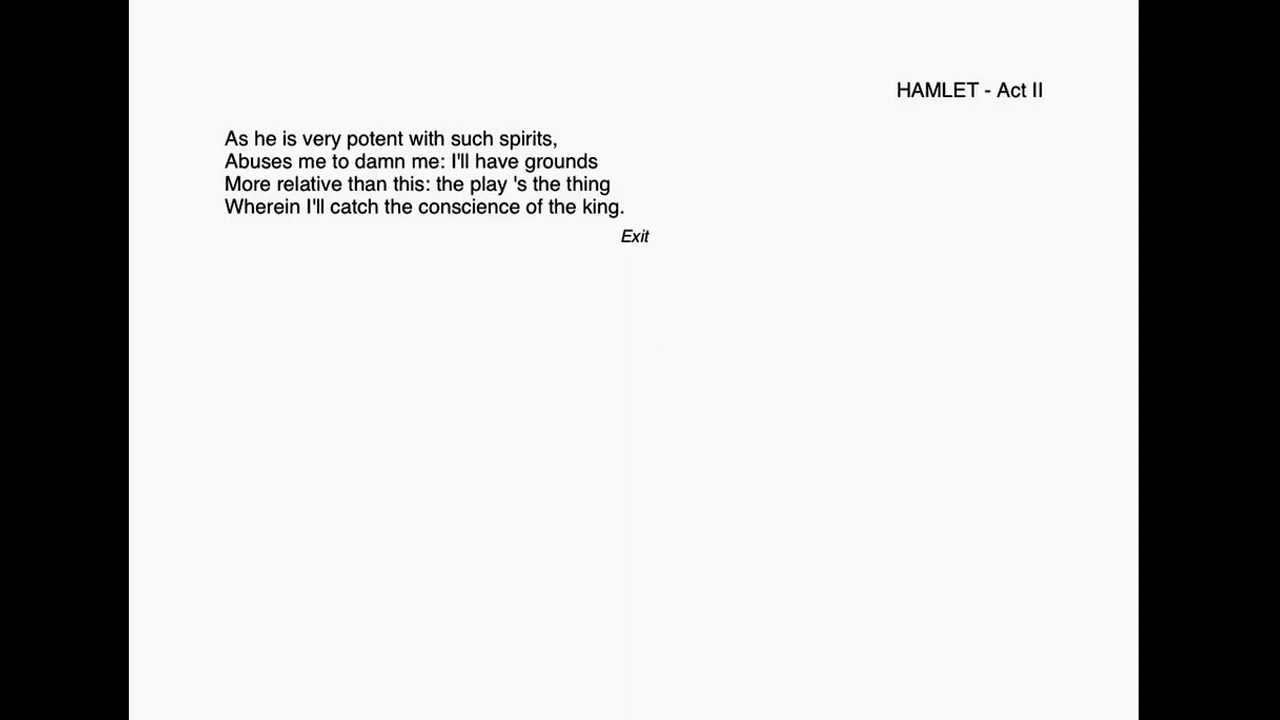 HAMLET - Act II
As he is very potent with such spirits,
Abuses me to damn me: I'll have grounds
More relative than this: the play 's the thing
Wherein I'll catch the conscience of the king.
Exit